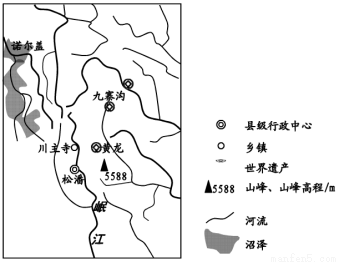 诺尔盖
九寨沟
川主寺
黄龙
5588
松潘
岷
江
县级行政中心
乡镇
世界遗产
5588 山峰、山峰高程/m
河流
沼泽